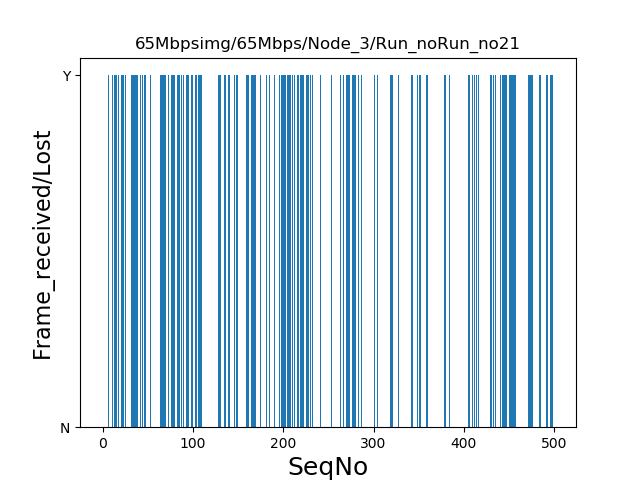 65Mbpsimg/65Mbps/Node_3/Run_noRun_no21
Y
Frame_received/Lost
N
0 100 200 300 400 500
SeqNo